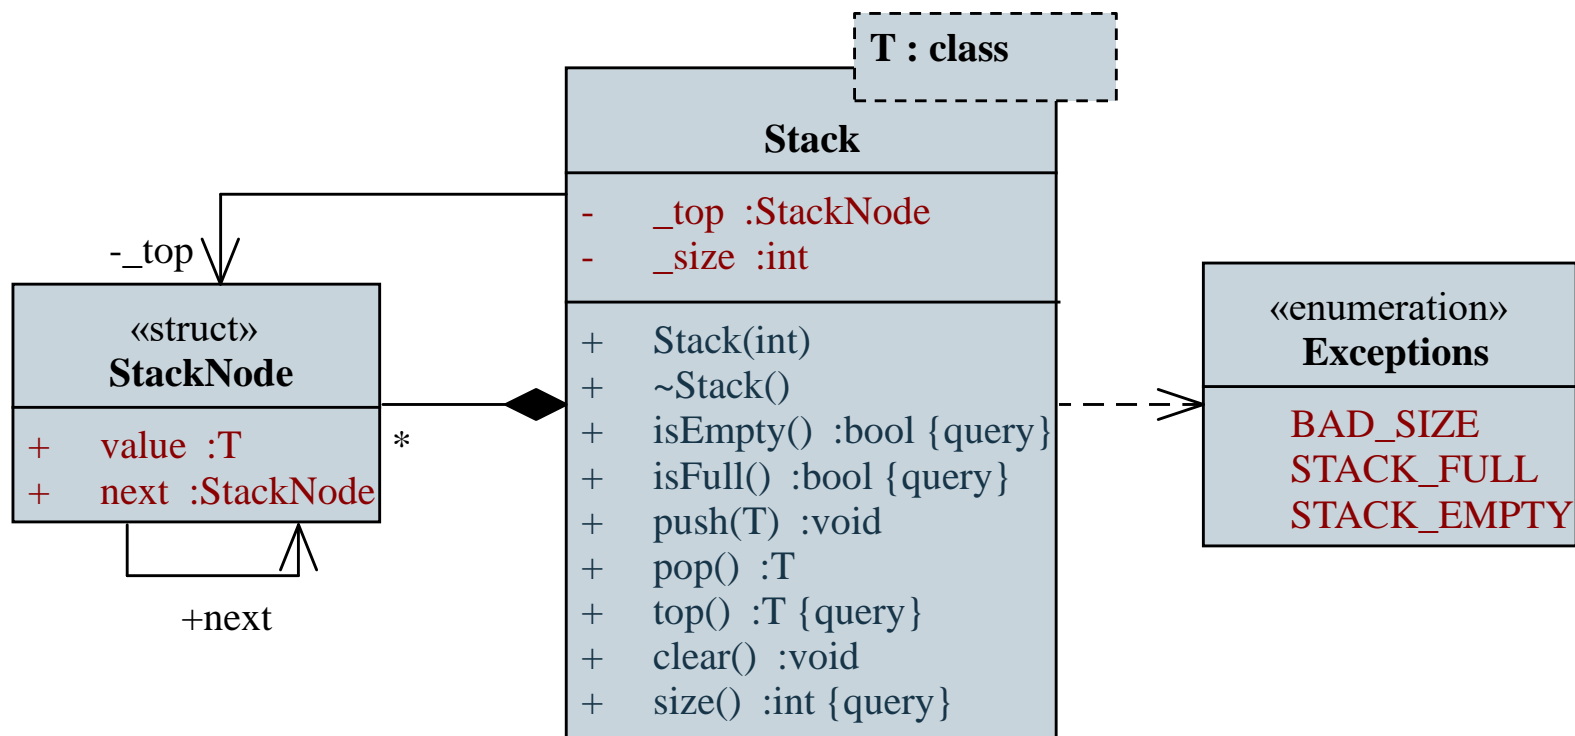 T : class
Stack
- _top :StackNode
- _size :int
+ Stack(int)
+ ~Stack()
+ isEmpty() :bool {query}
+ isFull() :bool {query}
+ push(T) :void
+ pop() :T
+ top() :T {query}
+ clear() :void
+ size() :int {query}
-_top
«struct»
StackNode
+ value :T
+ next :StackNode
*
+next
«enumeration»
Exceptions
BAD_SIZE
STACK_FULL
STACK_EMPTY